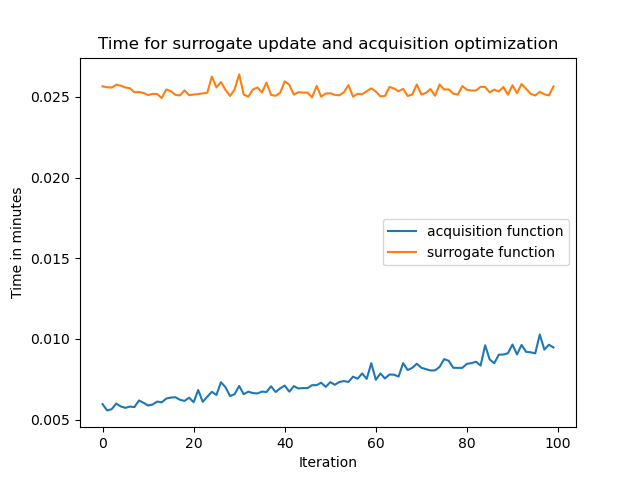 Time for surrogate update and acquisition optimization
0.025
0.020
0.015
0.010
0.005
Time in minutes
acquisition function
surrogate function
0
20
40
60
80
100
Iteration